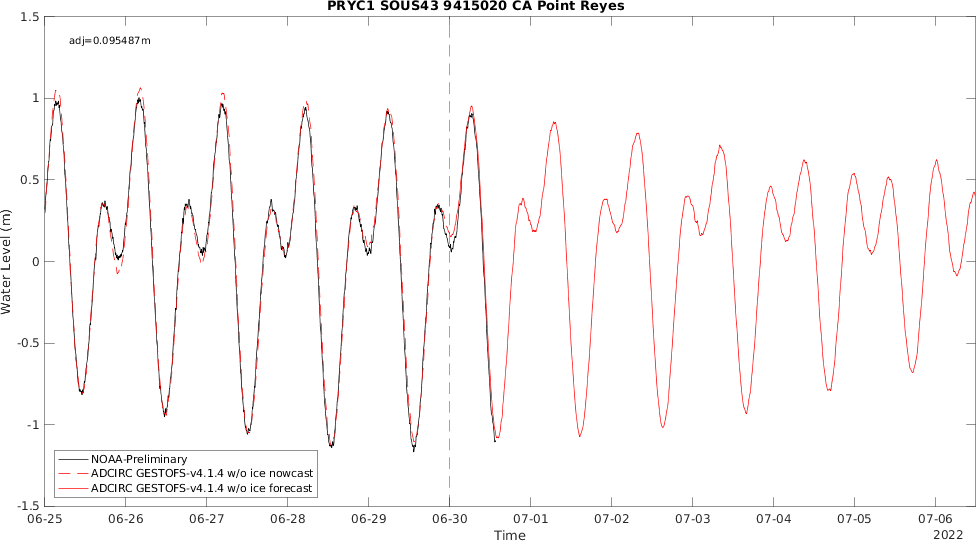 PRYC1 SOUS43 9415020 CA Point Reyes
adj=0.095487m
1.5
1
0.5
0
-0.5
-1
-1.5
Water Level (m)
NOAA-Preliminary
ADCIRC GESTOFS-v4.1.4 w/o ice nowcast
ADCIRC GESTOFS-v4.1.4 w/o ice forecast
06-25 06-26 06-27 06-28 06-29 06-30 07-01 07-02 07-03 07-04 07-05 07-06
Time
2022